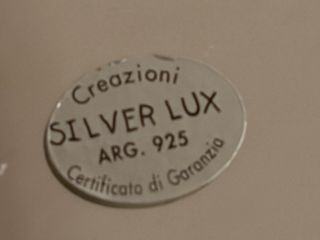 Creazioni
SILVER LUX
ARG. 925
Certificato di Garanzia